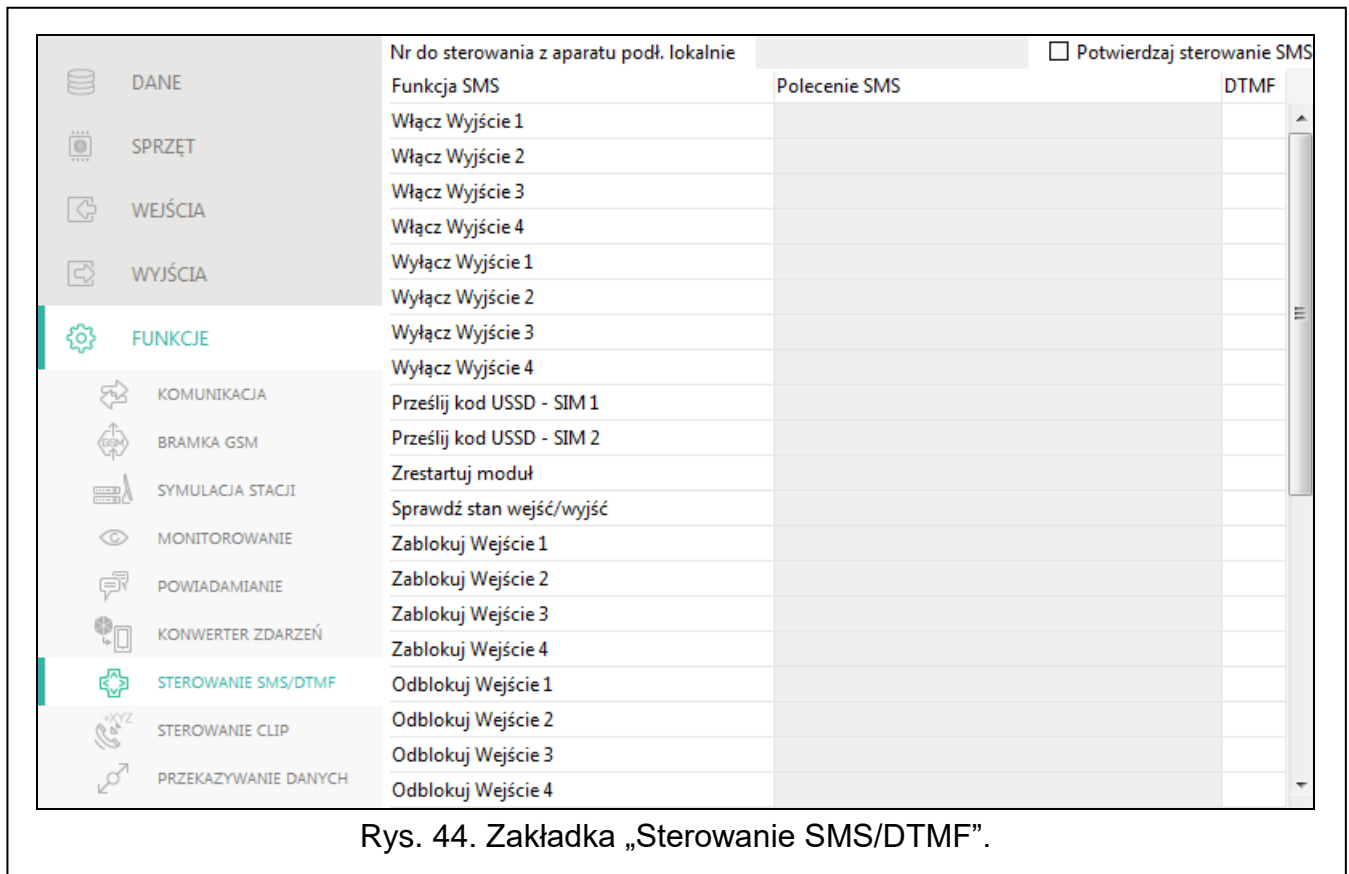 DANE
SPRZĘT
WEJŚCIA
WYJŚCIA
FUNKCJE
KOMUNIKACJA
GSM
BRAMKA GSM
SYMULACJA STACJI
MONITOROWANIE
POWIADAMIANIE
KONWERTER ZDARZEŃ
STEROWANIE SMS/DTMF
+XYZ
STEROWANIE CLIP
PRZEKAZYWANIE DANYCH
Nr do sterowania z aparatu podł. lokalnie
Potwierdzaj sterowanie SMS
Funkcja SMS Polecenie SMS DTMF
Włącz Wyjście 1
Włącz Wyjście 2
Włącz Wyjście 3
Włącz Wyjście 4
Wyłącz Wyjście 1
Wyłącz Wyjście 2
Wyłącz Wyjście 3
Wyłącz Wyjście 4
Prześlij kod USSD - SIM 1
Prześlij kod USSD - SIM 2
Zrestartuj moduł
Sprawdź stan wejść/wyjść
Zablokuj Wejście 1
Zablokuj Wejście 2
Zablokuj Wejście 3
Zablokuj Wejście 4
Odblokuj Wejście 1
Odblokuj Wejście 2
Odblokuj Wejście 3
Odblokuj Wejście 4
Rys. 44. Zakładka „Sterowanie SMS/DTMF”.